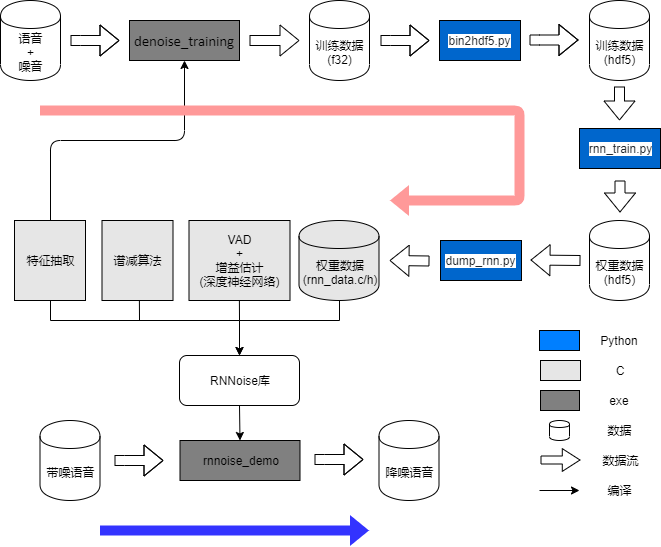 语音
+
噪音
denoise_training
训练数据
(f32)
bin2hdf5.py
训练数据
(hdf5)
rnn_train.py
特征抽取
谱减算法
VAD
+
增益估计
(深度神经网络)
权重数据
(rnn_data.c/h)
dump_rnn.py
权重数据
(hdf5)
RNNoise库
带噪语音
rnnoise_demo
降噪语音
Python
C
exe
数据
数据流
编译